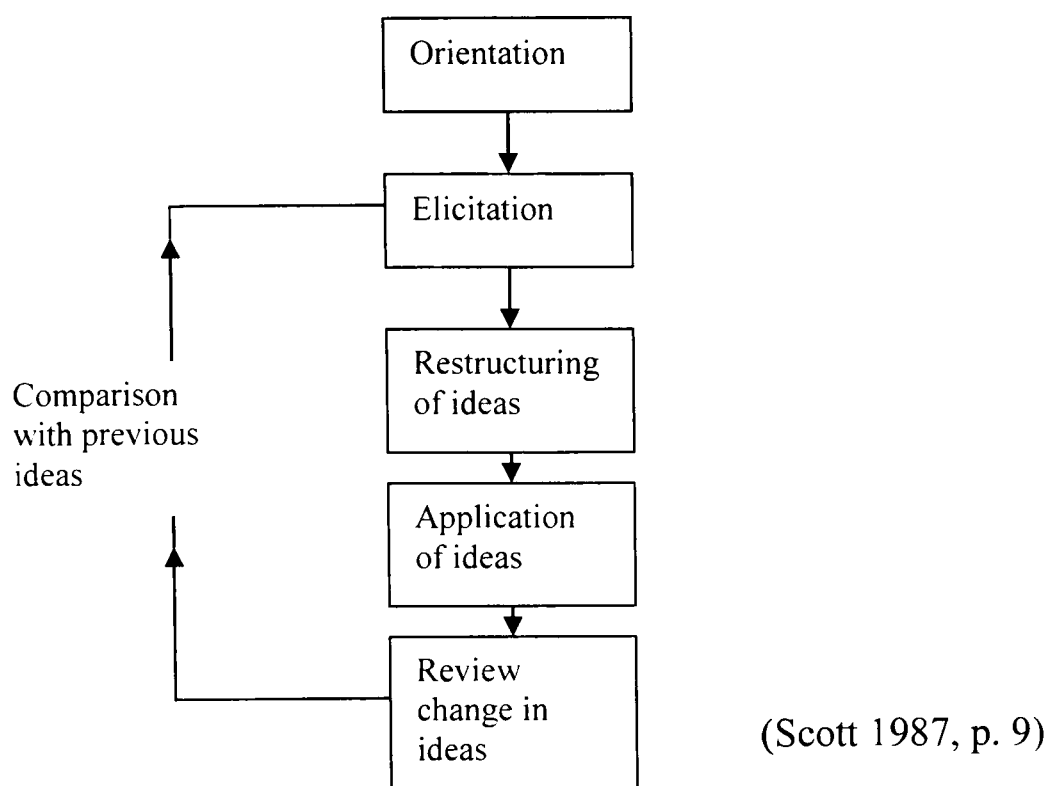 Orientation
Elicitation
Restructuring
of ideas
Comparison
with previous
ideas
Application
of ideas
Review
change in
ideas
(Scott 1987, p. 9)